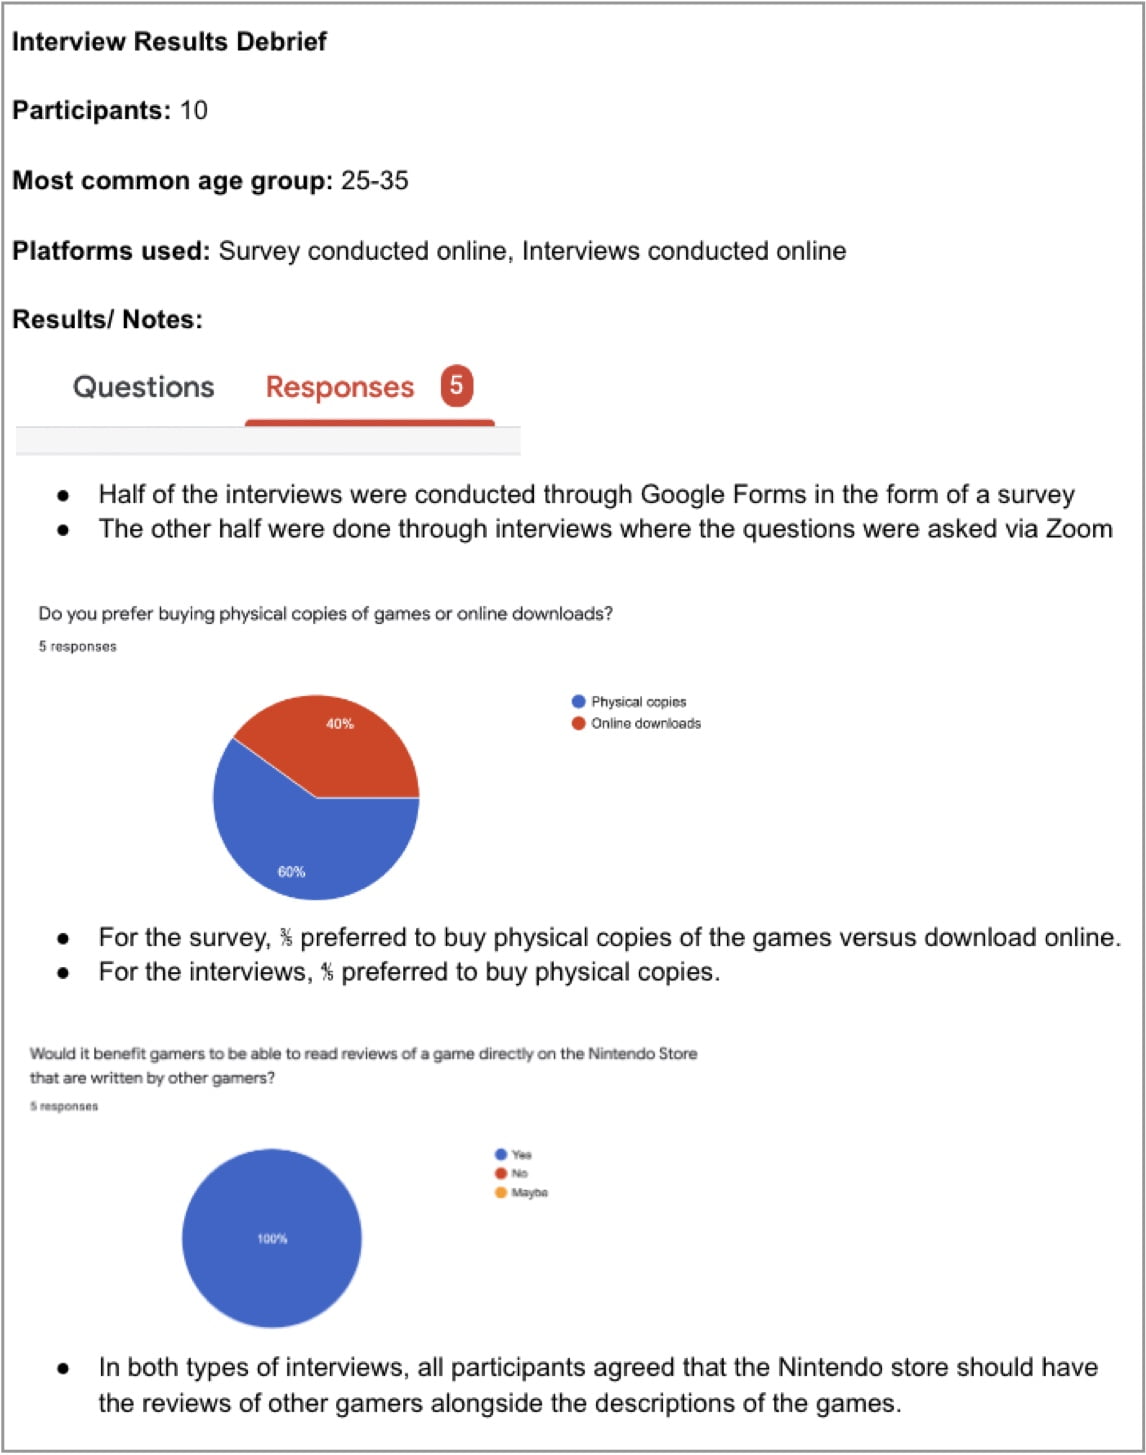 Interview Results Debrief
Participants: 10
Most common age group: 25-35
Platforms used: Survey conducted online, Interviews conducted online
Results/ Notes:
Questions Responses 5
● Half of the interviews were conducted through Google Forms in the form of a survey
● The other half were done through interviews where the questions were asked via Zoom
Do you prefer buying physical copies of games or online downloads?
5 responses
Physical copies
Online downloads
40%
60%
● For the survey, ⅗ preferred to buy physical copies of the games versus download online.
● For the interviews, ⅘ preferred to buy physical copies.
Would it benefit gamers to be able to read reviews of a game directly on the Nintendo Store
that are written by other gamers?
5 responses
Yes
No
Maybe
100%
● In both types of interviews, all participants agreed that the Nintendo store should have
the reviews of other gamers alongside the descriptions of the games.